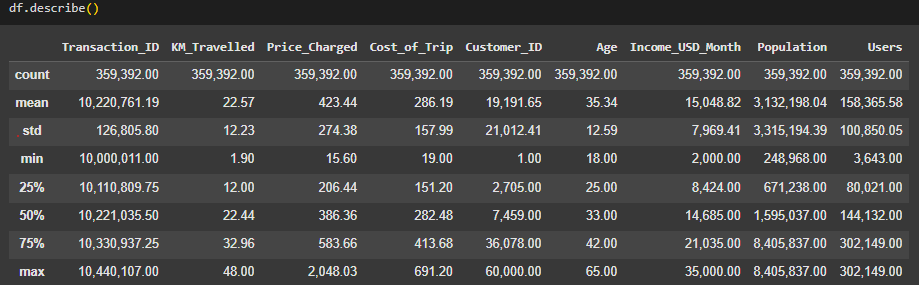 df.describe()
Transaction_ID KM_Travelled Price_Charged Cost_of_Trip Customer_ID Age Income_USD_Month Population Users
count 359,392.00 359,392.00 359,392.00 359,392.00 359,392.00 359,392.00 359,392.00 359,392.00 359,392.00
mean 10,220,761.19 22.57 423.44 286.19 19,191.65 35.34 15,048.82 3,132,198.04 158,365.58
std 126,805.80 12.23 274.38 157.99 21,012.41 12.59 7,969.41 3,315,194.39 100,850.05
min 10,000,011.00 1.90 15.60 19.00 1.00 18.00 2,000.00 248,968.00 3,643.00
25% 10,110,809.75 12.00 206.44 151.20 2,705.00 25.00 8,424.00 671,238.00 80,021.00
50% 10,221,035.50 22.44 386.36 282.48 7,459.00 33.00 14,685.00 1,595,037.00 144,132.00
75% 10,330,937.25 32.96 583.66 413.68 36,078.00 42.00 21,035.00 8,405,837.00 302,149.00
max 10,440,107.00 48.00 2,048.03 691.20 60,000.00 65.00 35,000.00 8,405,837.00 302,149.00